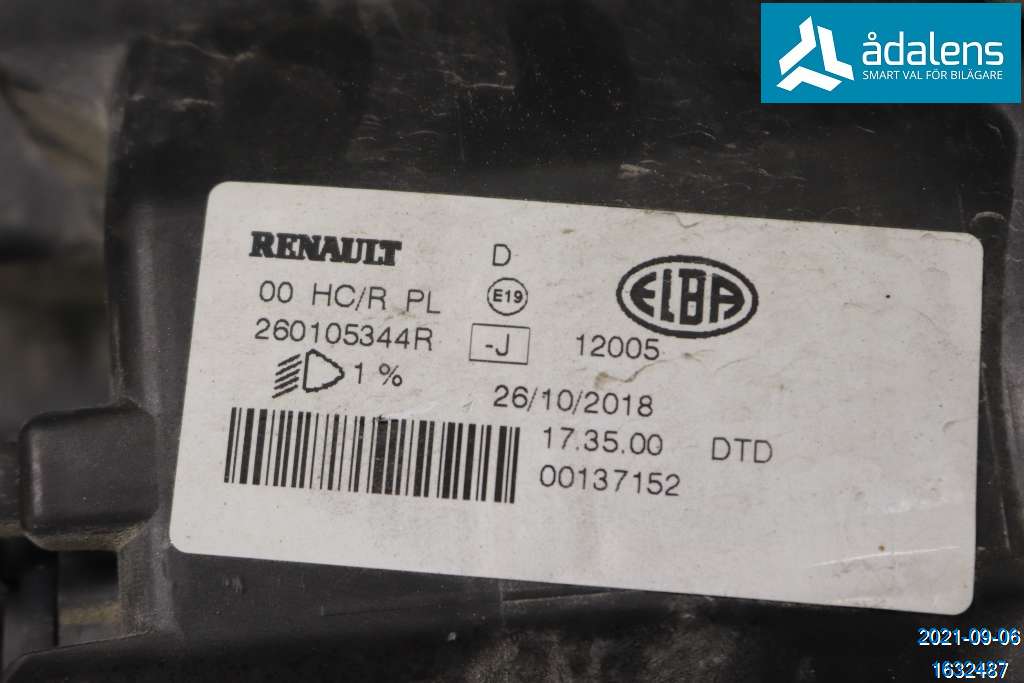 ådalens
SMART VAL FÖR BILÄGARE
RENAULT D
00 HC/R PL E19 ELBA
260105344R -J 12005
1 %
26/10/2018
17.35.00 DTD
00137152
2021-09-06
1632487